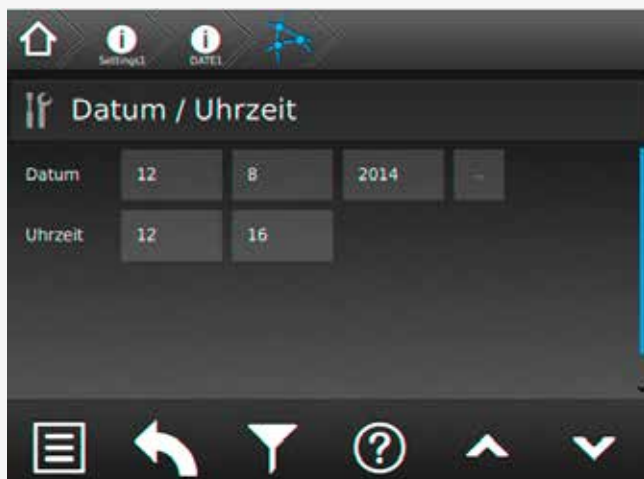 Settings1 DATE1
Datum / Uhrzeit
Datum 12 8 2014 ...
Uhrzeit 12 16